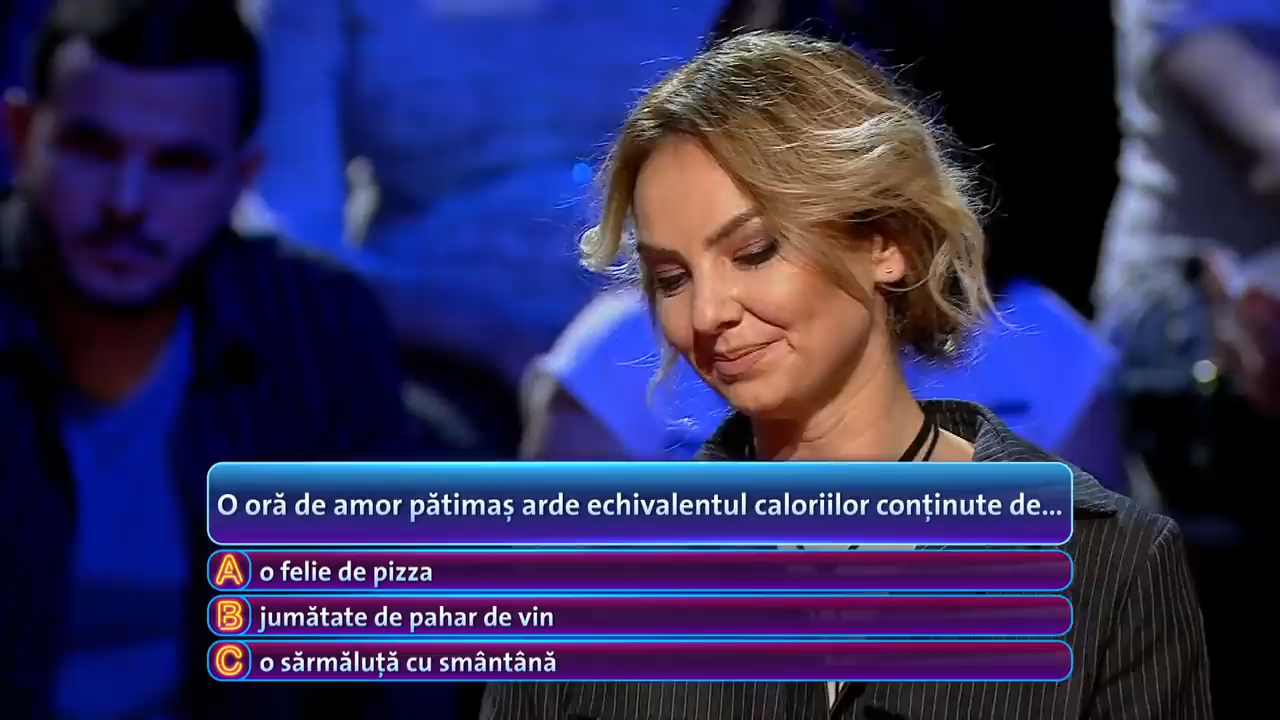 O oră de amor pătimaș arde echivalentul caloriilor conținute de...
A o felie de pizza
B jumătate de pahar de vin
C o sărmăluță cu smântână